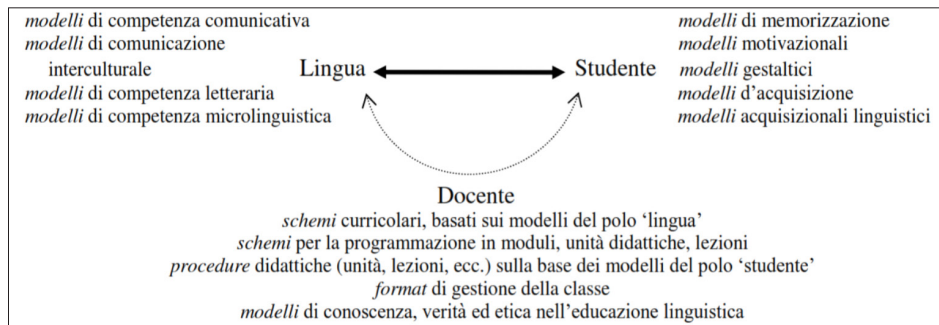 modelli di competenza comunicativa
modelli di comunicazione
interculturale
modelli di competenza letteraria
modelli di competenza microlinguistica
Lingua
Studente
modelli di memorizzazione
modelli motivazionali
modelli gestaltici
modelli d'acquisizione
modelli acquisizionali linguistici
Docente
schemi curricolari, basati sui modelli del polo 'lingua'
schemi per la programmazione in moduli, unità didattiche, lezioni
procedure didattiche (unità, lezioni, ecc.) sulla base dei modelli del polo 'studente'
format di gestione della classe
modelli di conoscenza, verità ed etica nell'educazione linguistica